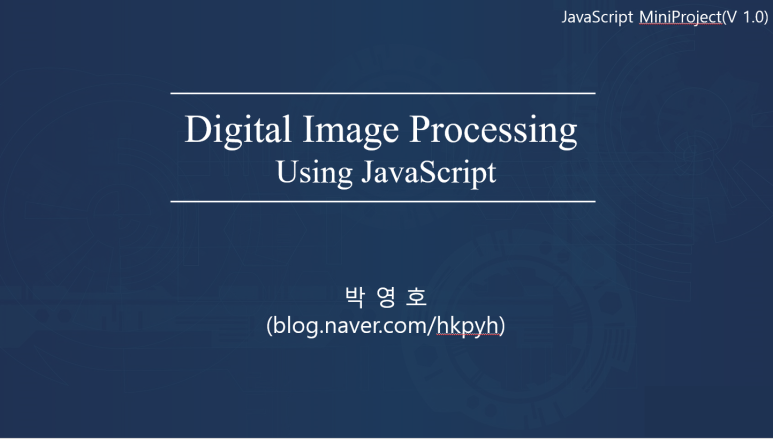 JavaScript MiniProject(V 1.0)
Digital Image Processing
Using JavaScript
박 영 호
(blog.naver.com/hkpyh)